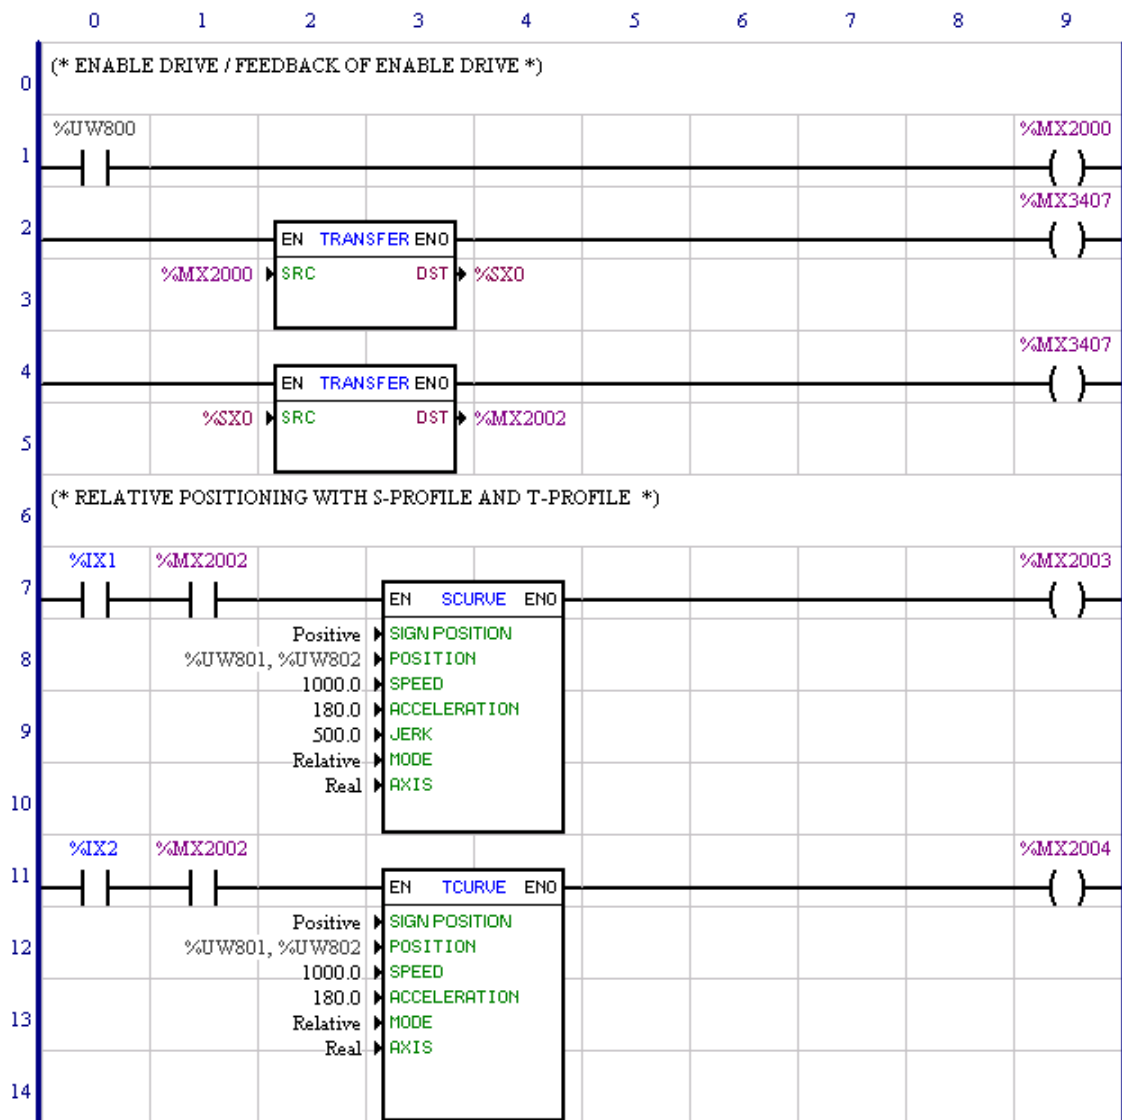 0 1 2 3 4 5 6 7 8 9
0
(* ENABLE DRIVE / FEEDBACK OF ENABLE DRIVE *)
%UW800 %MX2000
1
%MX3407
2
EN TRANSFER ENO
%MX2000 SRC DST %SX0
3
%MX3407
4
EN TRANSFER ENO
%SX0 SRC DST %MX2002
5
(* RELATIVE POSITIONING WITH S-PROFILE AND T-PROFILE *)
6
%IX1 %MX2002 %MX2003
7
EN SCURVE ENO
Positive SIGN POSITION
8
%UW801, %UW802 POSITION
1000.0 SPEED
180.0 ACCELERATION
9
500.0 JERK
Relative MODE
Real AXIS
10
%IX2 %MX2002 %MX2004
11
EN TCURVE ENO
Positive SIGN POSITION
12
%UW801, %UW802 POSITION
1000.0 SPEED
180.0 ACCELERATION
13
Relative MODE
Real AXIS
14